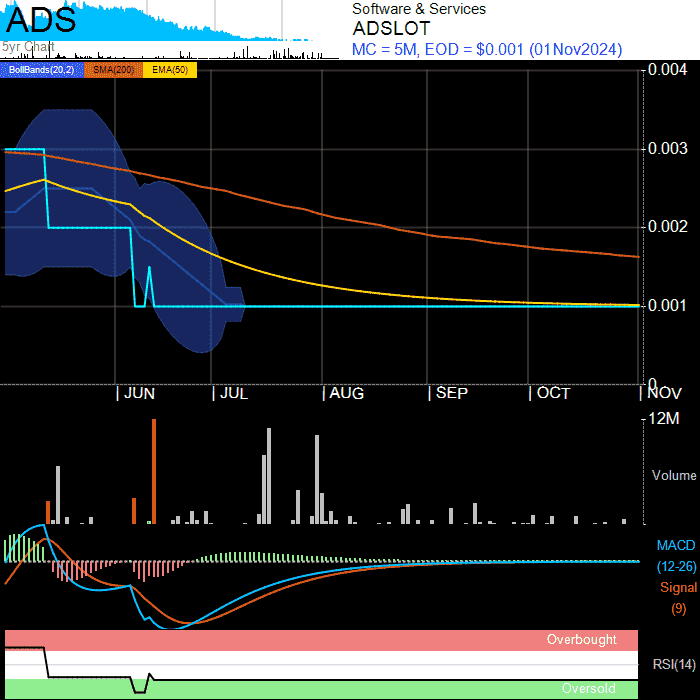 ADS
5yr Chart
Software & Services
ADSLOT
MC = 5M, EOD = $0.001 (01Nov2024)
BollBands(20,2) SMA(200) EMA(50)
0.004
0.003
0.002
0.001
0
JUN JUL AUG SEP OCT NOV
12M
Volume
MACD
(12-26)
Signal
(9)
Overbought
RSI(14)
Oversold